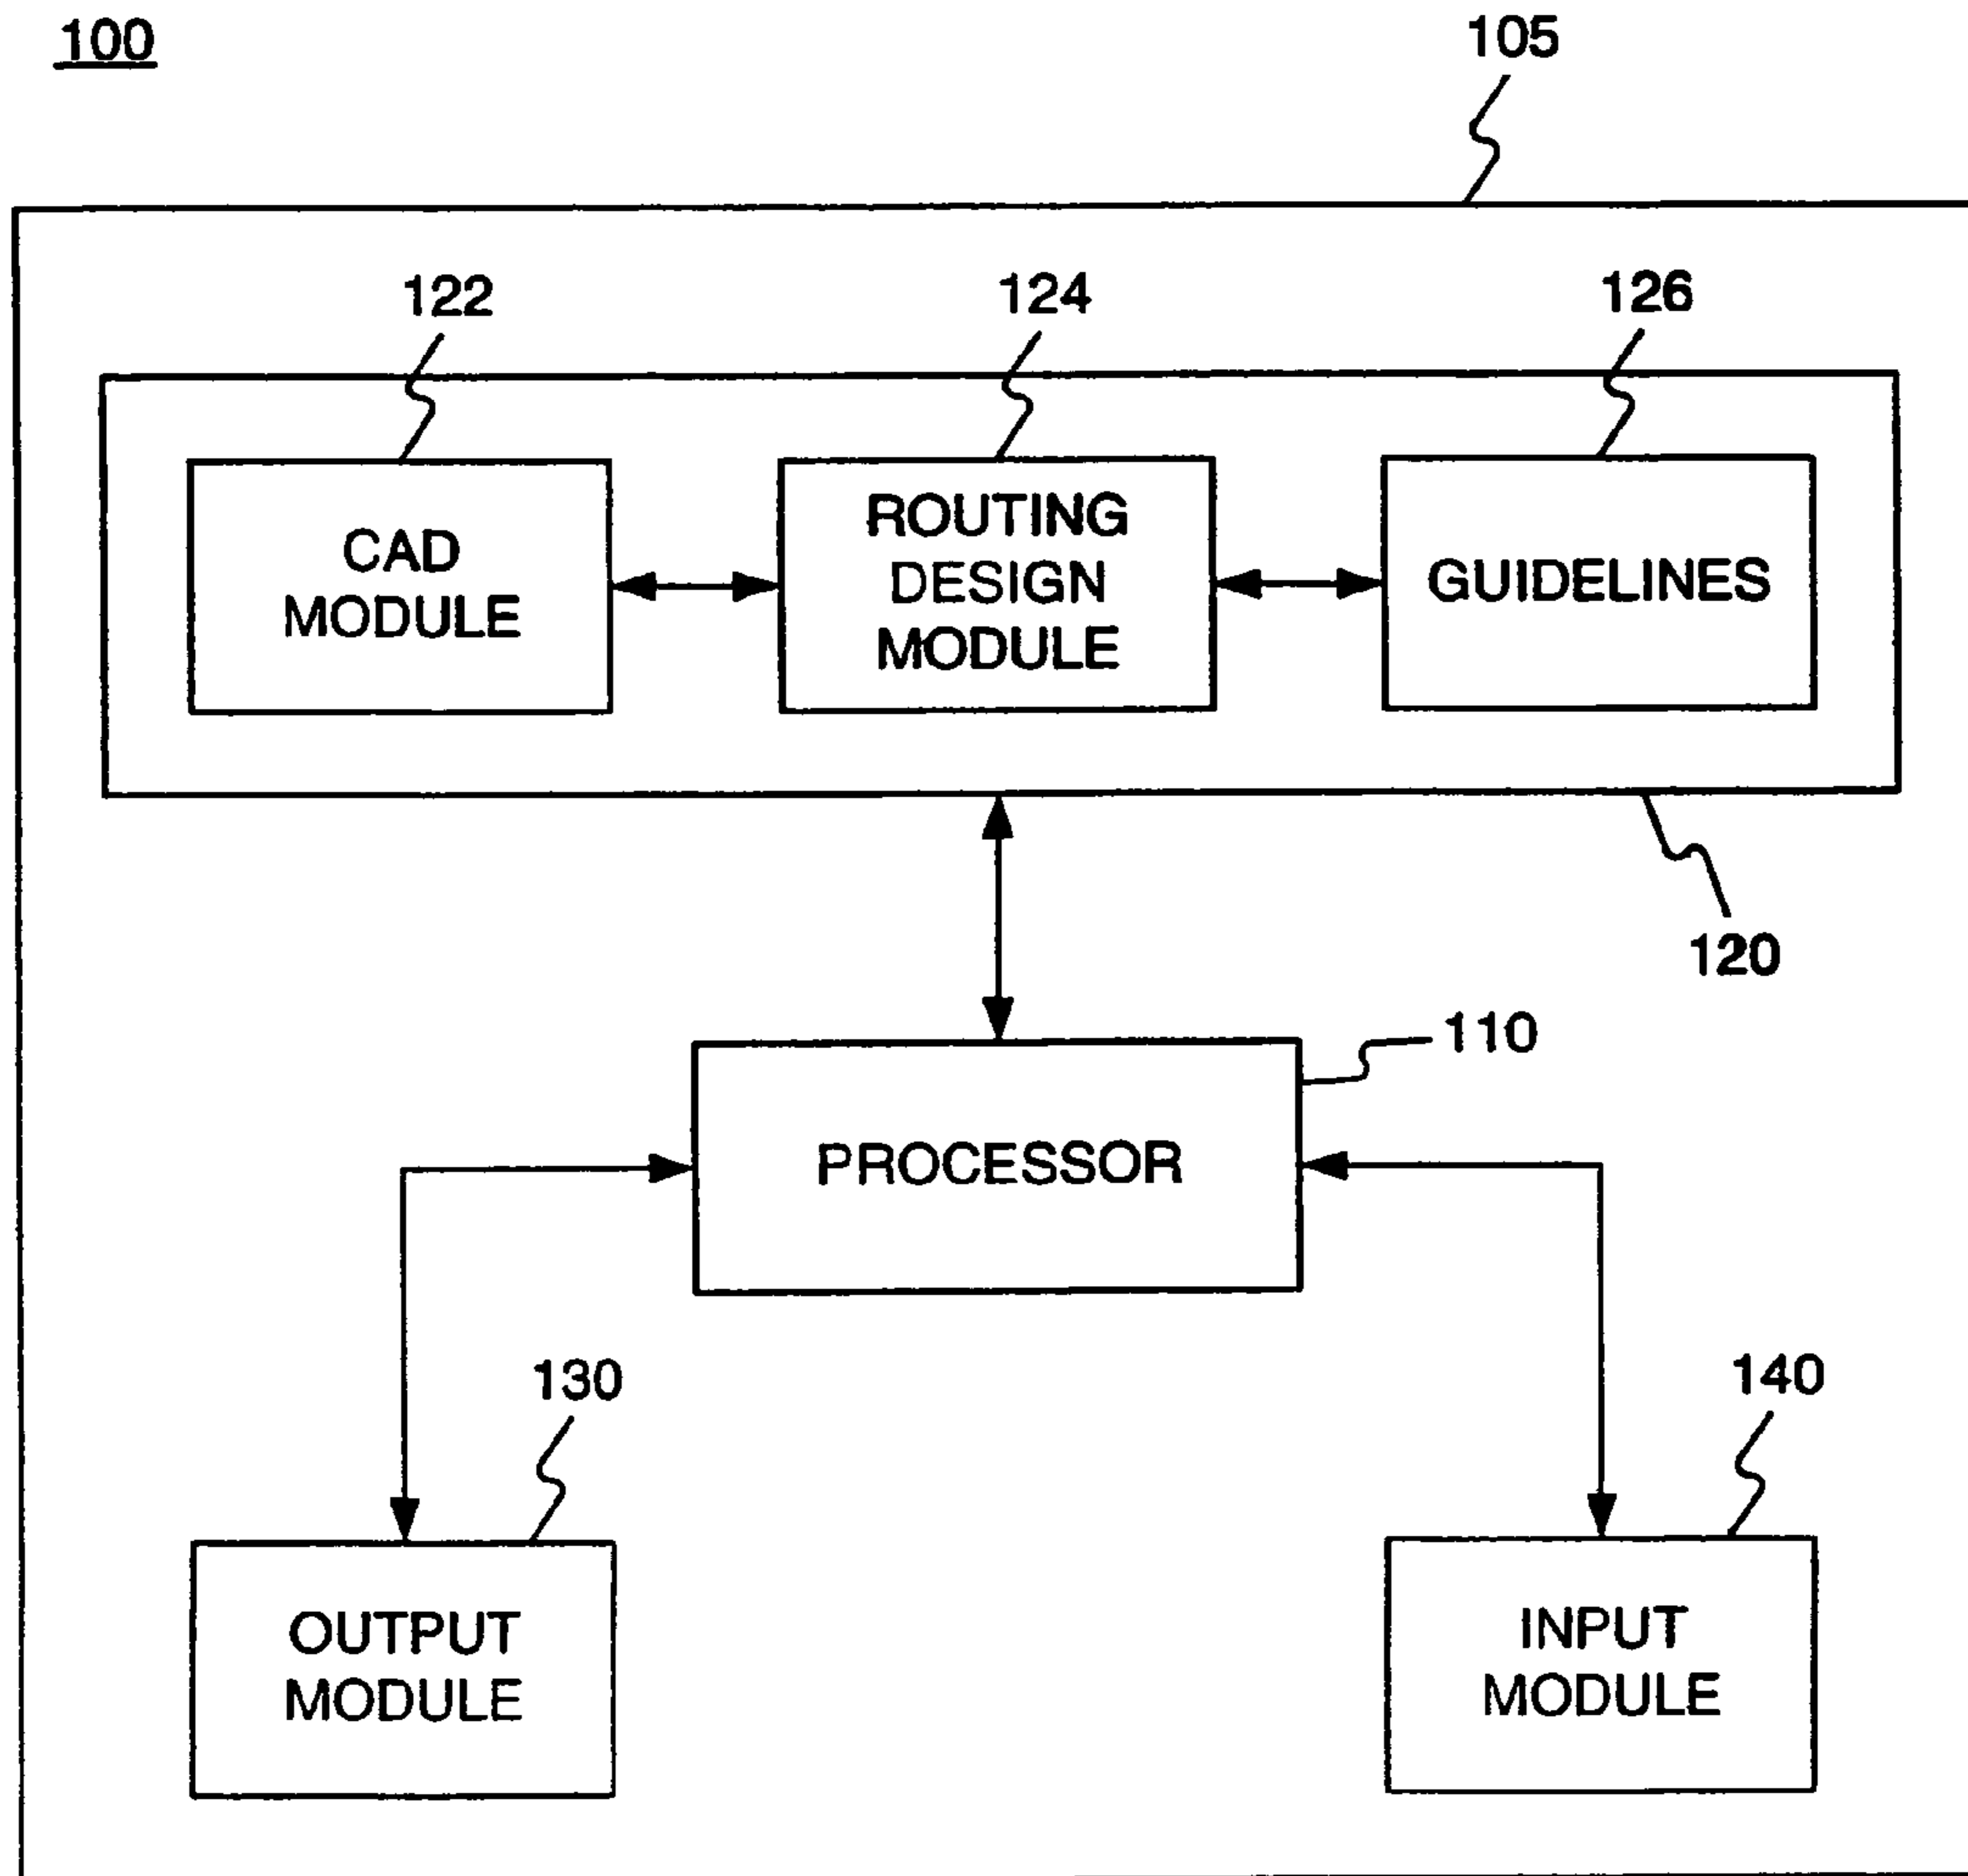 100
105
122
124
126
CAD
MODULE
ROUTING
DESIGN
MODULE
GUIDELINES
120
110
PROCESSOR
130
140
OUTPUT
MODULE
INPUT
MODULE